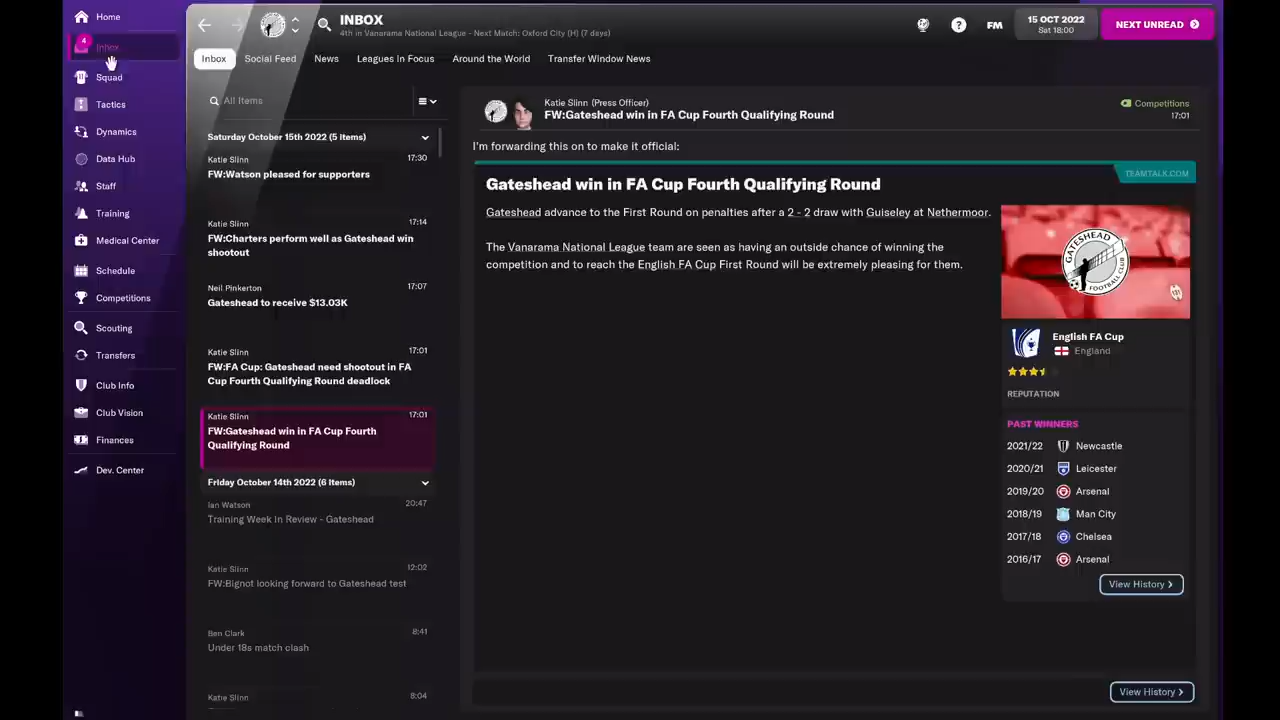 Home
4
Inbox
Squad
Tactics
Dynamics
Data Hub
Staff
Training
Medical Center
Schedule
Competitions
Scouting
Transfers
Club Info
Club Vision
Finances
Dev. Center
INBOX
4th in Vanarama National League - Next Match: Oxford City (H) (7 days)
FM
15 OCT 2022
Sat 18:00
NEXT UNREAD
Inbox
Social Feed
News
Leagues in Focus
Around the World
Transfer Window News
All Items
Saturday October 15th 2022 (5 items)
Katie Slinn 17:30
FW:Watson pleased for supporters
Katie Slinn 17:14
FW:Charters perform well as Gateshead win
shootout
Neil Pinkerton 17:07
Gateshead to receive $13.03K
Katie Slinn 17:01
FW:FA Cup: Gateshead need shootout in FA
Cup Fourth Qualifying Round deadlock
Katie Slinn 17:01
FW:Gateshead win in FA Cup Fourth
Qualifying Round
Friday October 14th 2022 (6 items)
Ian Watson 20:47
Training Week In Review - Gateshead
Katie Slinn 12:02
FW:Bignot looking forward to Gateshead test
Ben Clark 8:41
Under 18s match clash
Katie Slinn 8:04
Katie Slinn (Press Officer)
FW:Gateshead win in FA Cup Fourth Qualifying Round
Competitions
17:01
I'm forwarding this on to make it official:
TEAMTALK.COM
Gateshead win in FA Cup Fourth Qualifying Round
Gateshead advance to the First Round on penalties after a 2 - 2 draw with Guiseley at Nethermoor.
The Vanarama National League team are seen as having an outside chance of winning the
competition and to reach the English FA Cup First Round will be extremely pleasing for them.
GATESHEAD
FOOTBALL CLUB
English FA Cup
England
REPUTATION
PAST WINNERS
2021/22 Newcastle
2020/21 Leicester
2019/20 Arsenal
2018/19 Man City
2017/18 Chelsea
2016/17 Arsenal
View History
View History